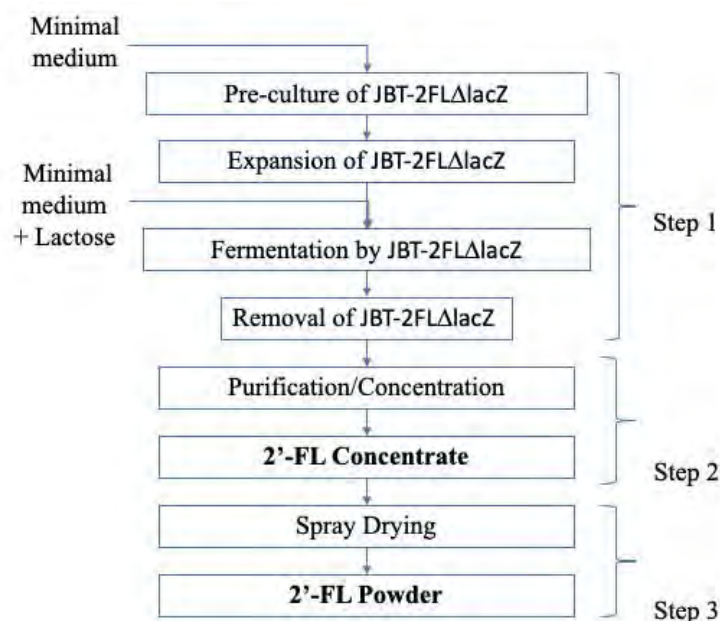 Minimal
medium
Pre-culture of JBT-2FLΔlacZ
Expansion of JBT-2FLΔlacZ
Minimal
medium
+ Lactose
Step 1
Fermentation by JBT-2FLΔlacZ
Removal of JBT-2FLΔlacZ
Purification/Concentration
2’-FL Concentrate
Step 2
Spray Drying
2’-FL Powder
Step 3